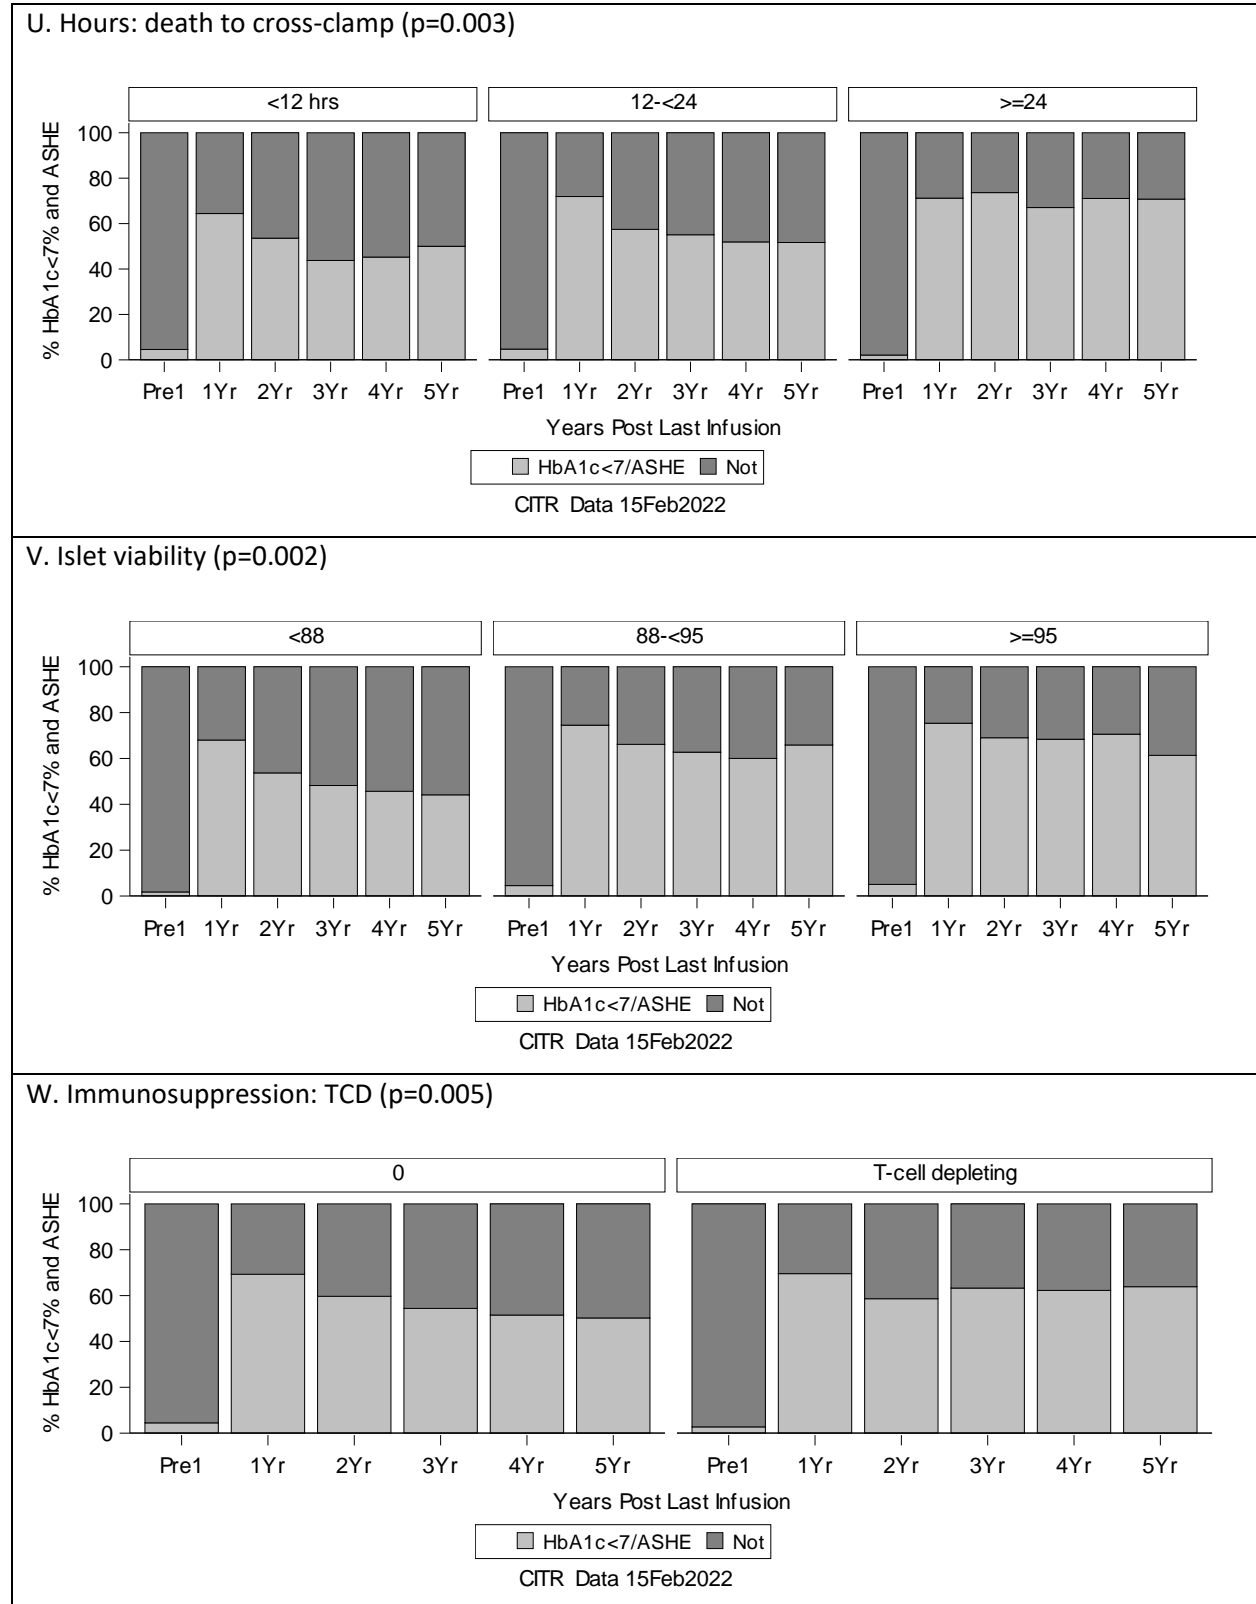 U. Hours: death to cross-clamp (p=0.003)
<12 hrs 12-<24 >=24
% HbA1c<7% and ASHE
100
80
60
40
20
0
Pre1 1Yr 2Yr 3Yr 4Yr 5Yr Pre1 1Yr 2Yr 3Yr 4Yr 5Yr Pre1 1Yr 2Yr 3Yr 4Yr 5Yr
Years Post Last Infusion
HbA1c<7/ASHE Not
CITR Data 15Feb2022
V. Islet viability (p=0.002)
<88 88-<95 >=95
% HbA1c<7% and ASHE
100
80
60
40
20
0
Pre1 1Yr 2Yr 3Yr 4Yr 5Yr Pre1 1Yr 2Yr 3Yr 4Yr 5Yr Pre1 1Yr 2Yr 3Yr 4Yr 5Yr
Years Post Last Infusion
HbA1c<7/ASHE Not
CITR Data 15Feb2022
W. Immunosuppression: TCD (p=0.005)
0 T-cell depleting
% HbA1c<7% and ASHE
100
80
60
40
20
0
Pre1 1Yr 2Yr 3Yr 4Yr 5Yr Pre1 1Yr 2Yr 3Yr 4Yr 5Yr
Years Post Last Infusion
HbA1c<7/ASHE Not
CITR Data 15Feb2022